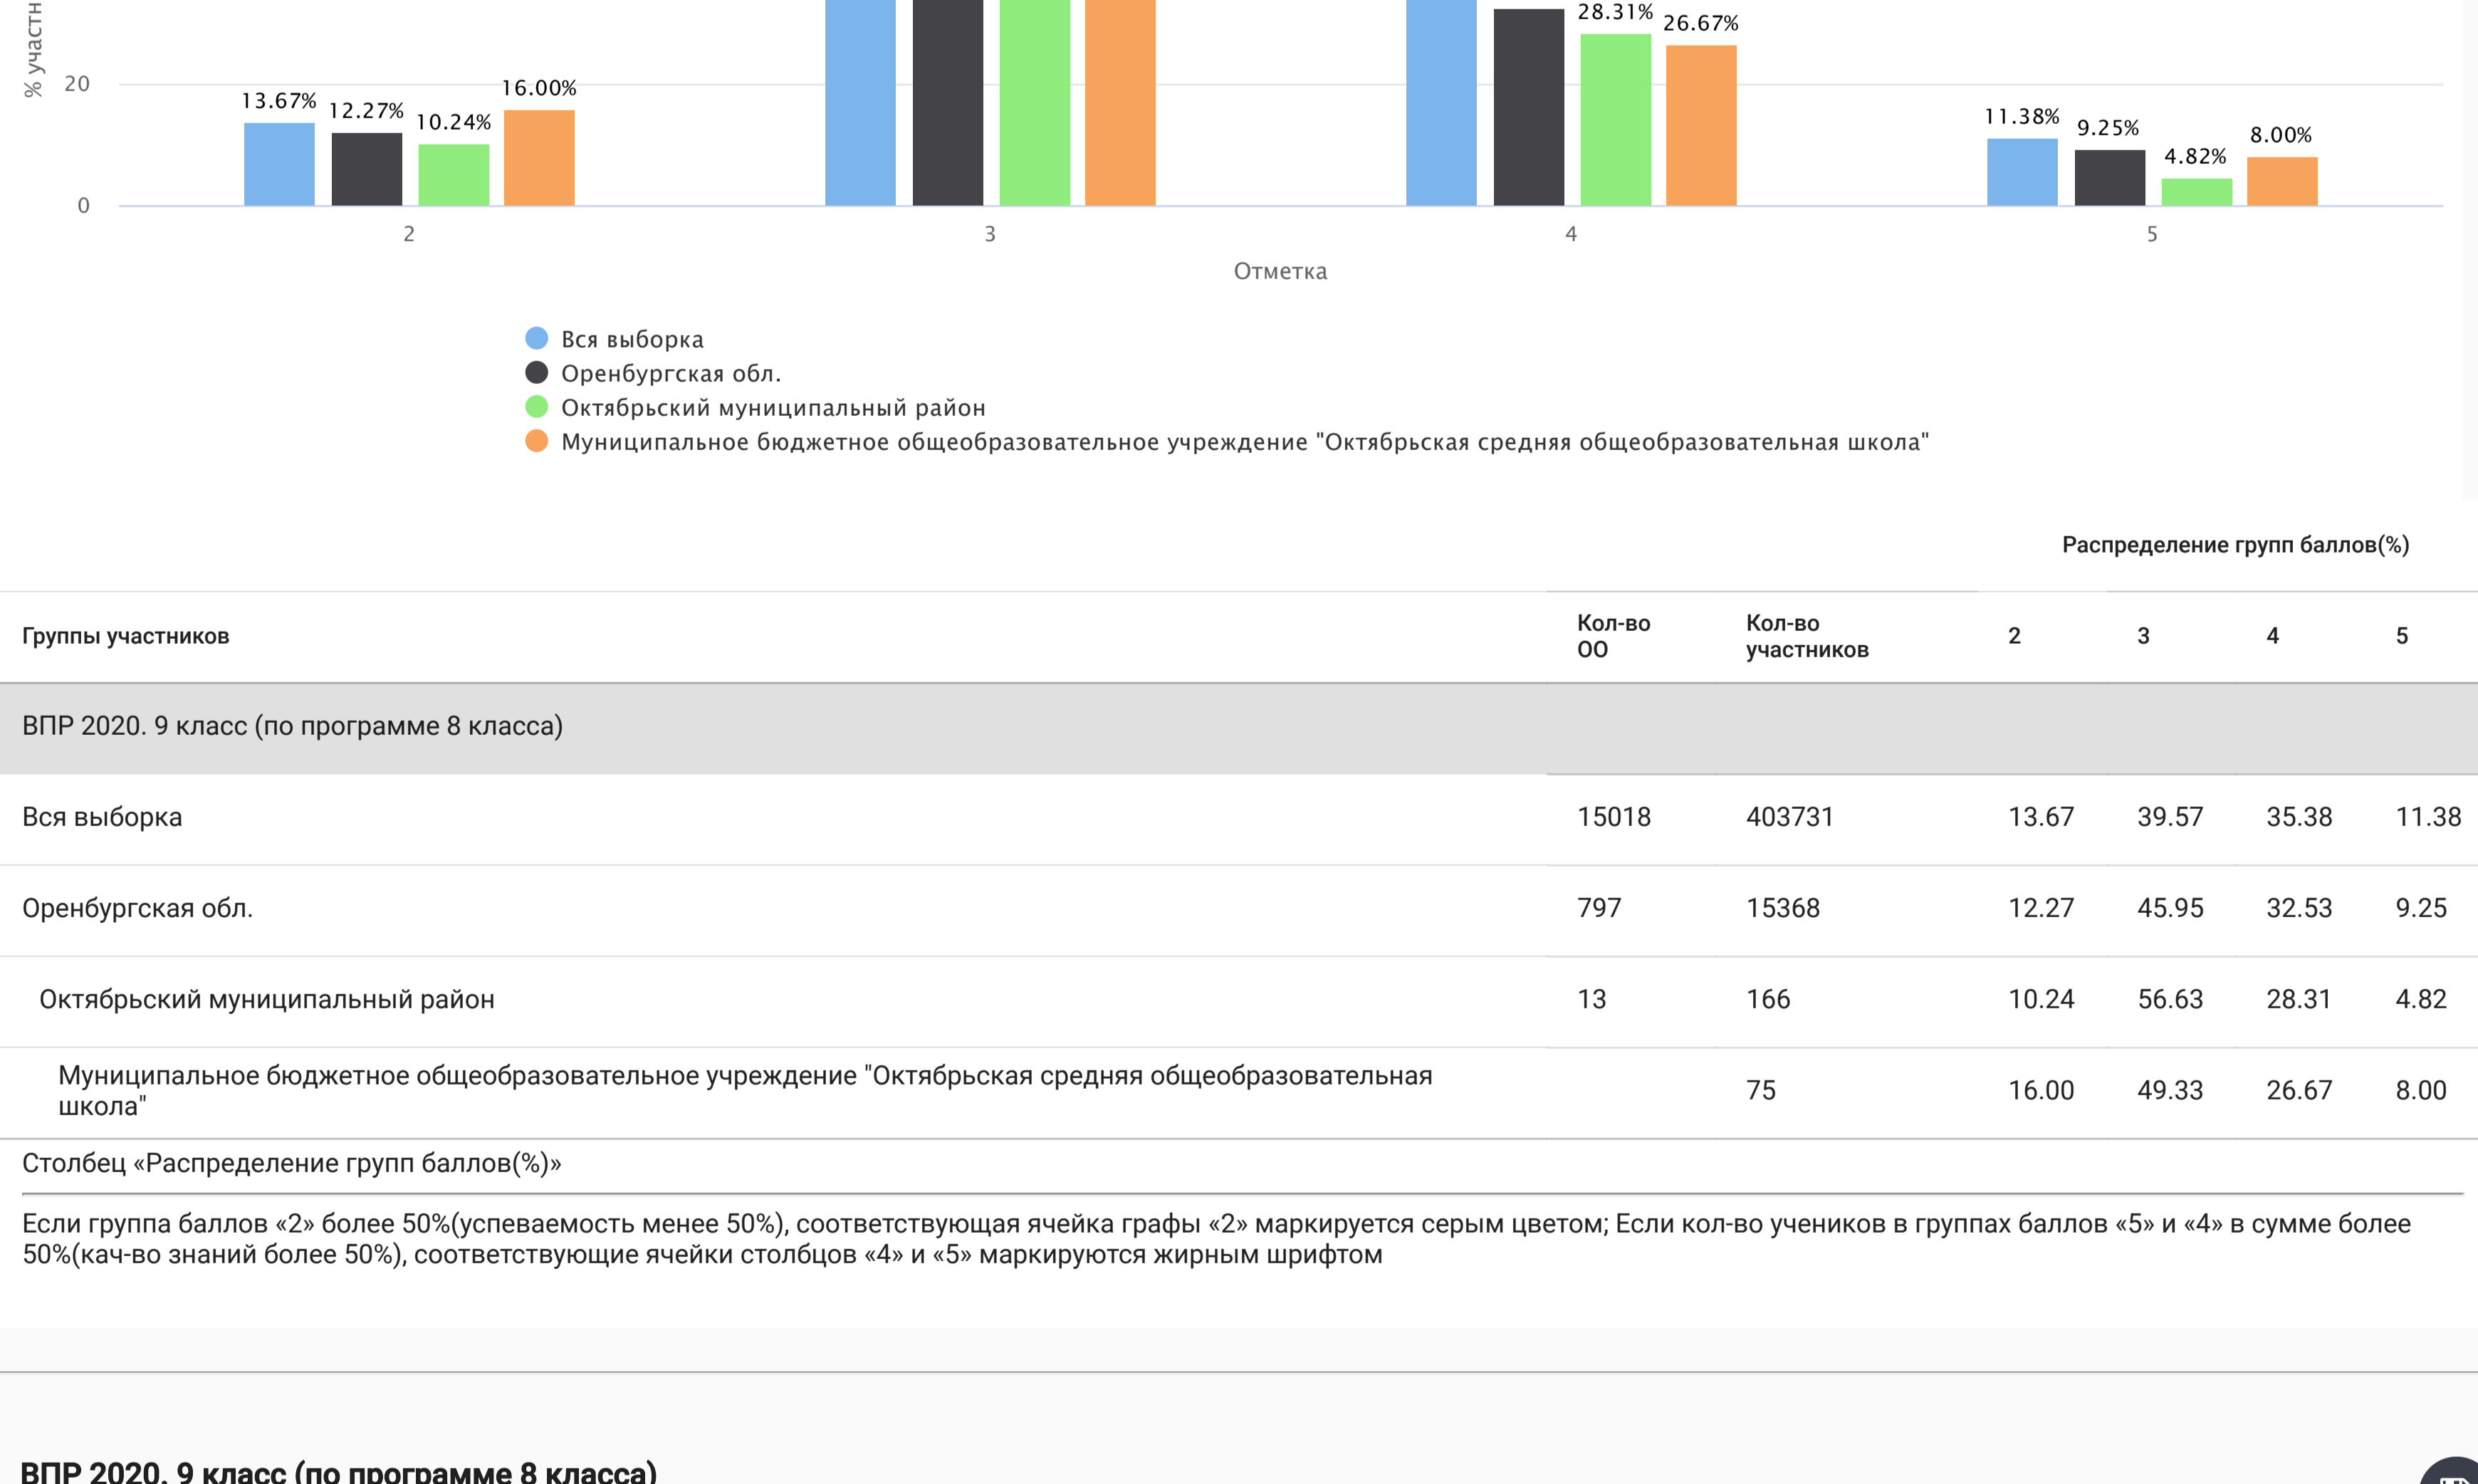 % участн
28.31%
26.67%
20
13.67%
12.27%
10.24%
16.00%
11.38%
9.25%
4.82%
8.00%
0
2
3
4
5
Отметка
Вся выборка
Оренбургская обл.
Октябрьский муниципальный район
Муниципальное бюджетное общеобразовательное учреждение "Октябрьская средняя общеобразовательная школа"
Распределение групп баллов(%)
Группы участников
Кол-во
ОО
Кол-во
участников
2
3
4
5
ВПР 2020. 9 класс (по программе 8 класса)
Вся выборка 15018 403731 13.67 39.57 35.38 11.38
Оренбургская обл. 797 15368 12.27 45.95 32.53 9.25
Октябрьский муниципальный район 13 166 10.24 56.63 28.31 4.82
Муниципальное бюджетное общеобразовательное учреждение "Октябрьская средняя общеобразовательная
школа"
75 16.00 49.33 26.67 8.00
Столбец «Распределение групп баллов(%)»
Если группа баллов «2» более 50%(успеваемость менее 50%), соответствующая ячейка графы «2» маркируется серым цветом; Если кол-во учеников в группах баллов «5» и «4» в сумме более
50%(кач-во знаний более 50%), соответствующие ячейки столбцов «4» и «5» маркируются жирным шрифтом
ВПР 2020. 9 класс (по программе 8 класса)